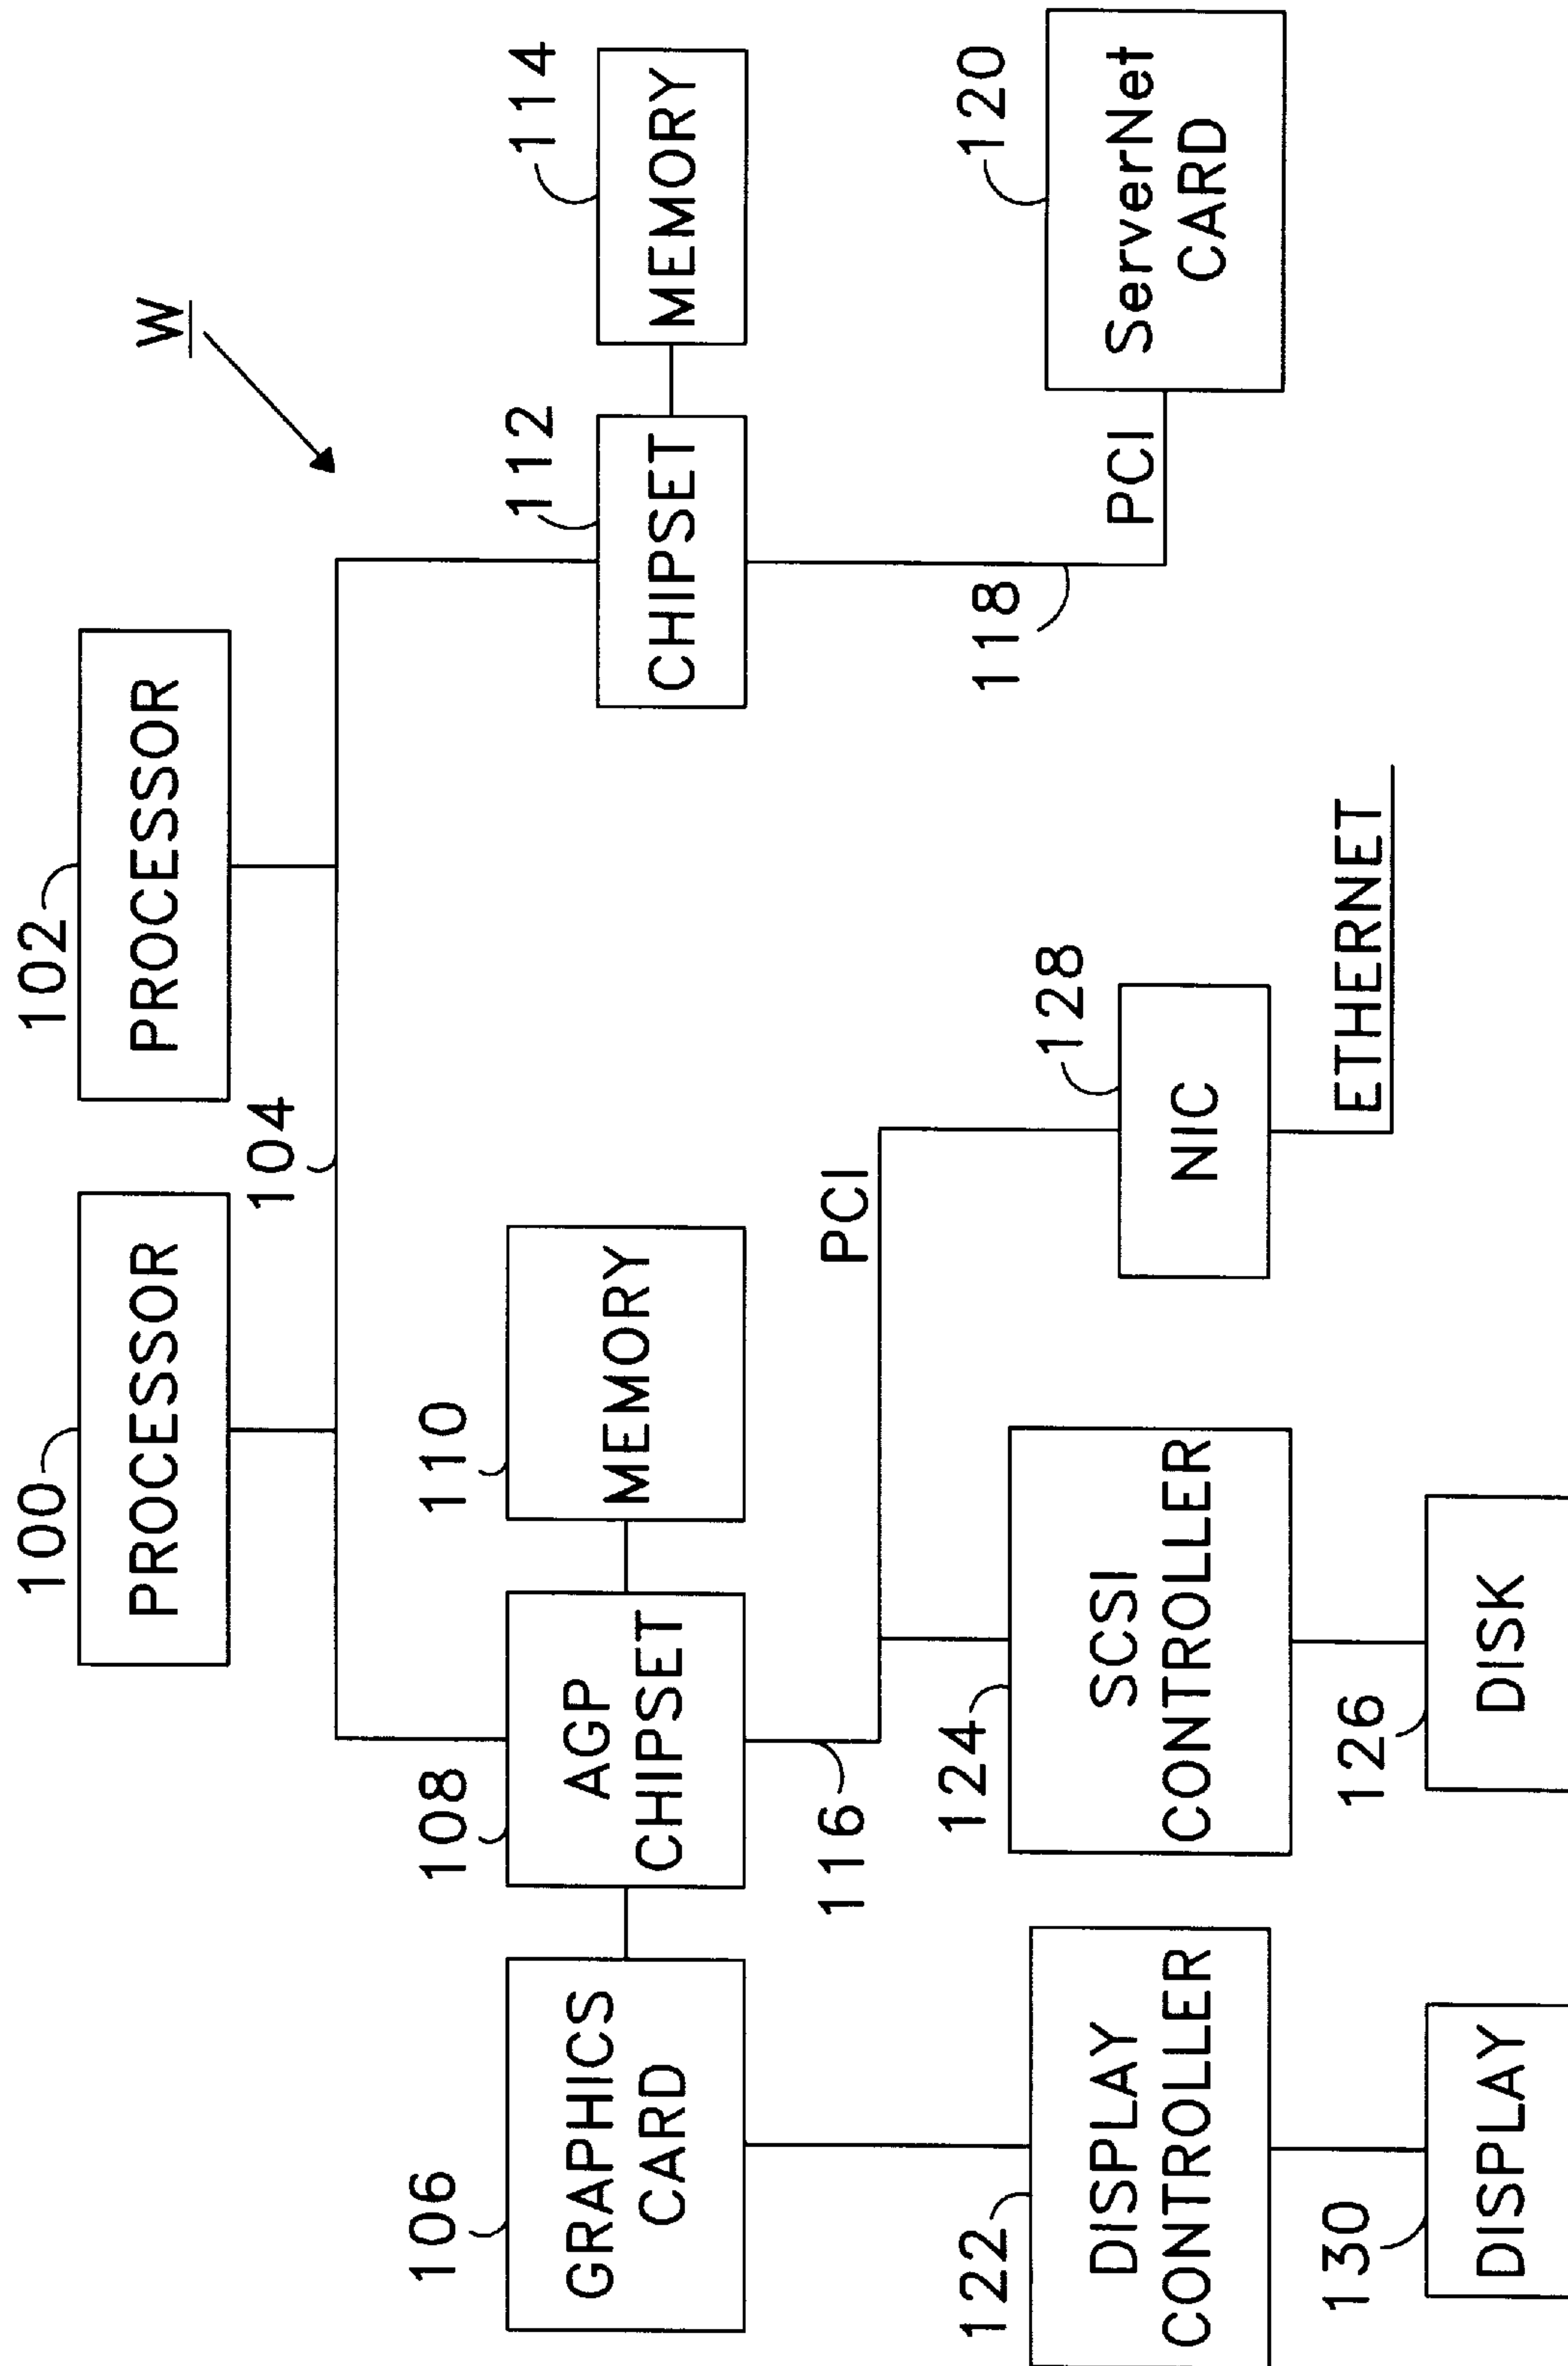 W
100
PROCESSOR
102
PROCESSOR
104
106
GRAPHICS
CARD
108
AGP
CHIPSET
110
MEMORY
112
CHIPSET
114
MEMORY
116
PCI
118
PCI
120
ServerNet
CARD
122
DISPLAY
CONTROLLER
124
SCSI
CONTROLLER
128
NIC
ETHERNET
130
DISPLAY
126
DISK